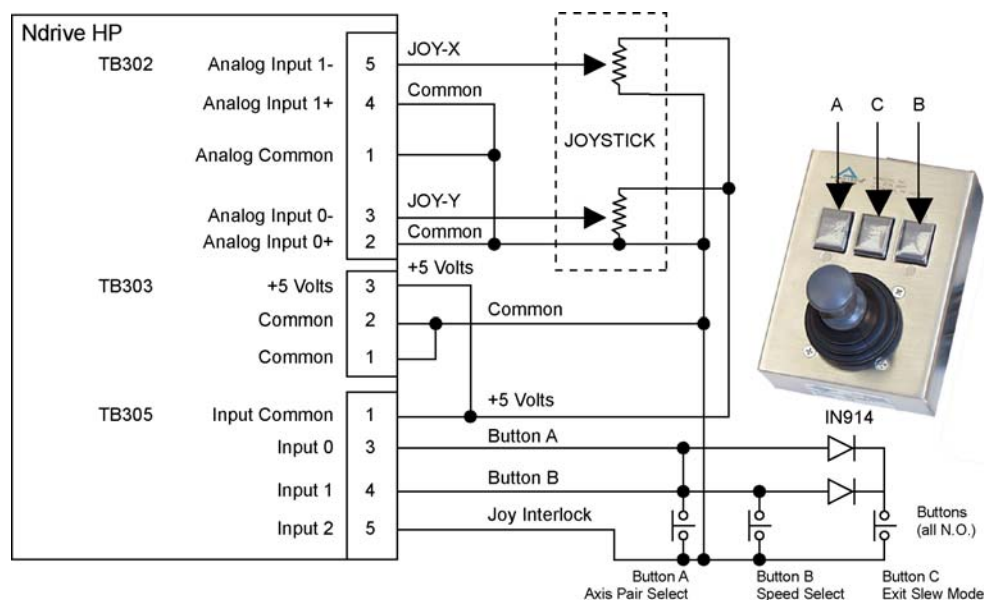 Ndrive HP
TB302
Analog Input 1-
5
JOY-X
Analog Input 1+
4
Common
Analog Common
1
JOYSTICK
Analog Input 0-
3
JOY-Y
Analog Input 0+
2
Common
TB303
+5 Volts
3
+5 Volts
Common
2
Common
Common
1
TB305
Input Common
1
+5 Volts
Input 0
3
Button A
Input 1
4
Button B
Input 2
5
Joy Interlock
A C B
IN914
Buttons
(all N.O.)
Button A
Axis Pair Select
Button B
Speed Select
Button C
Exit Slew Mode